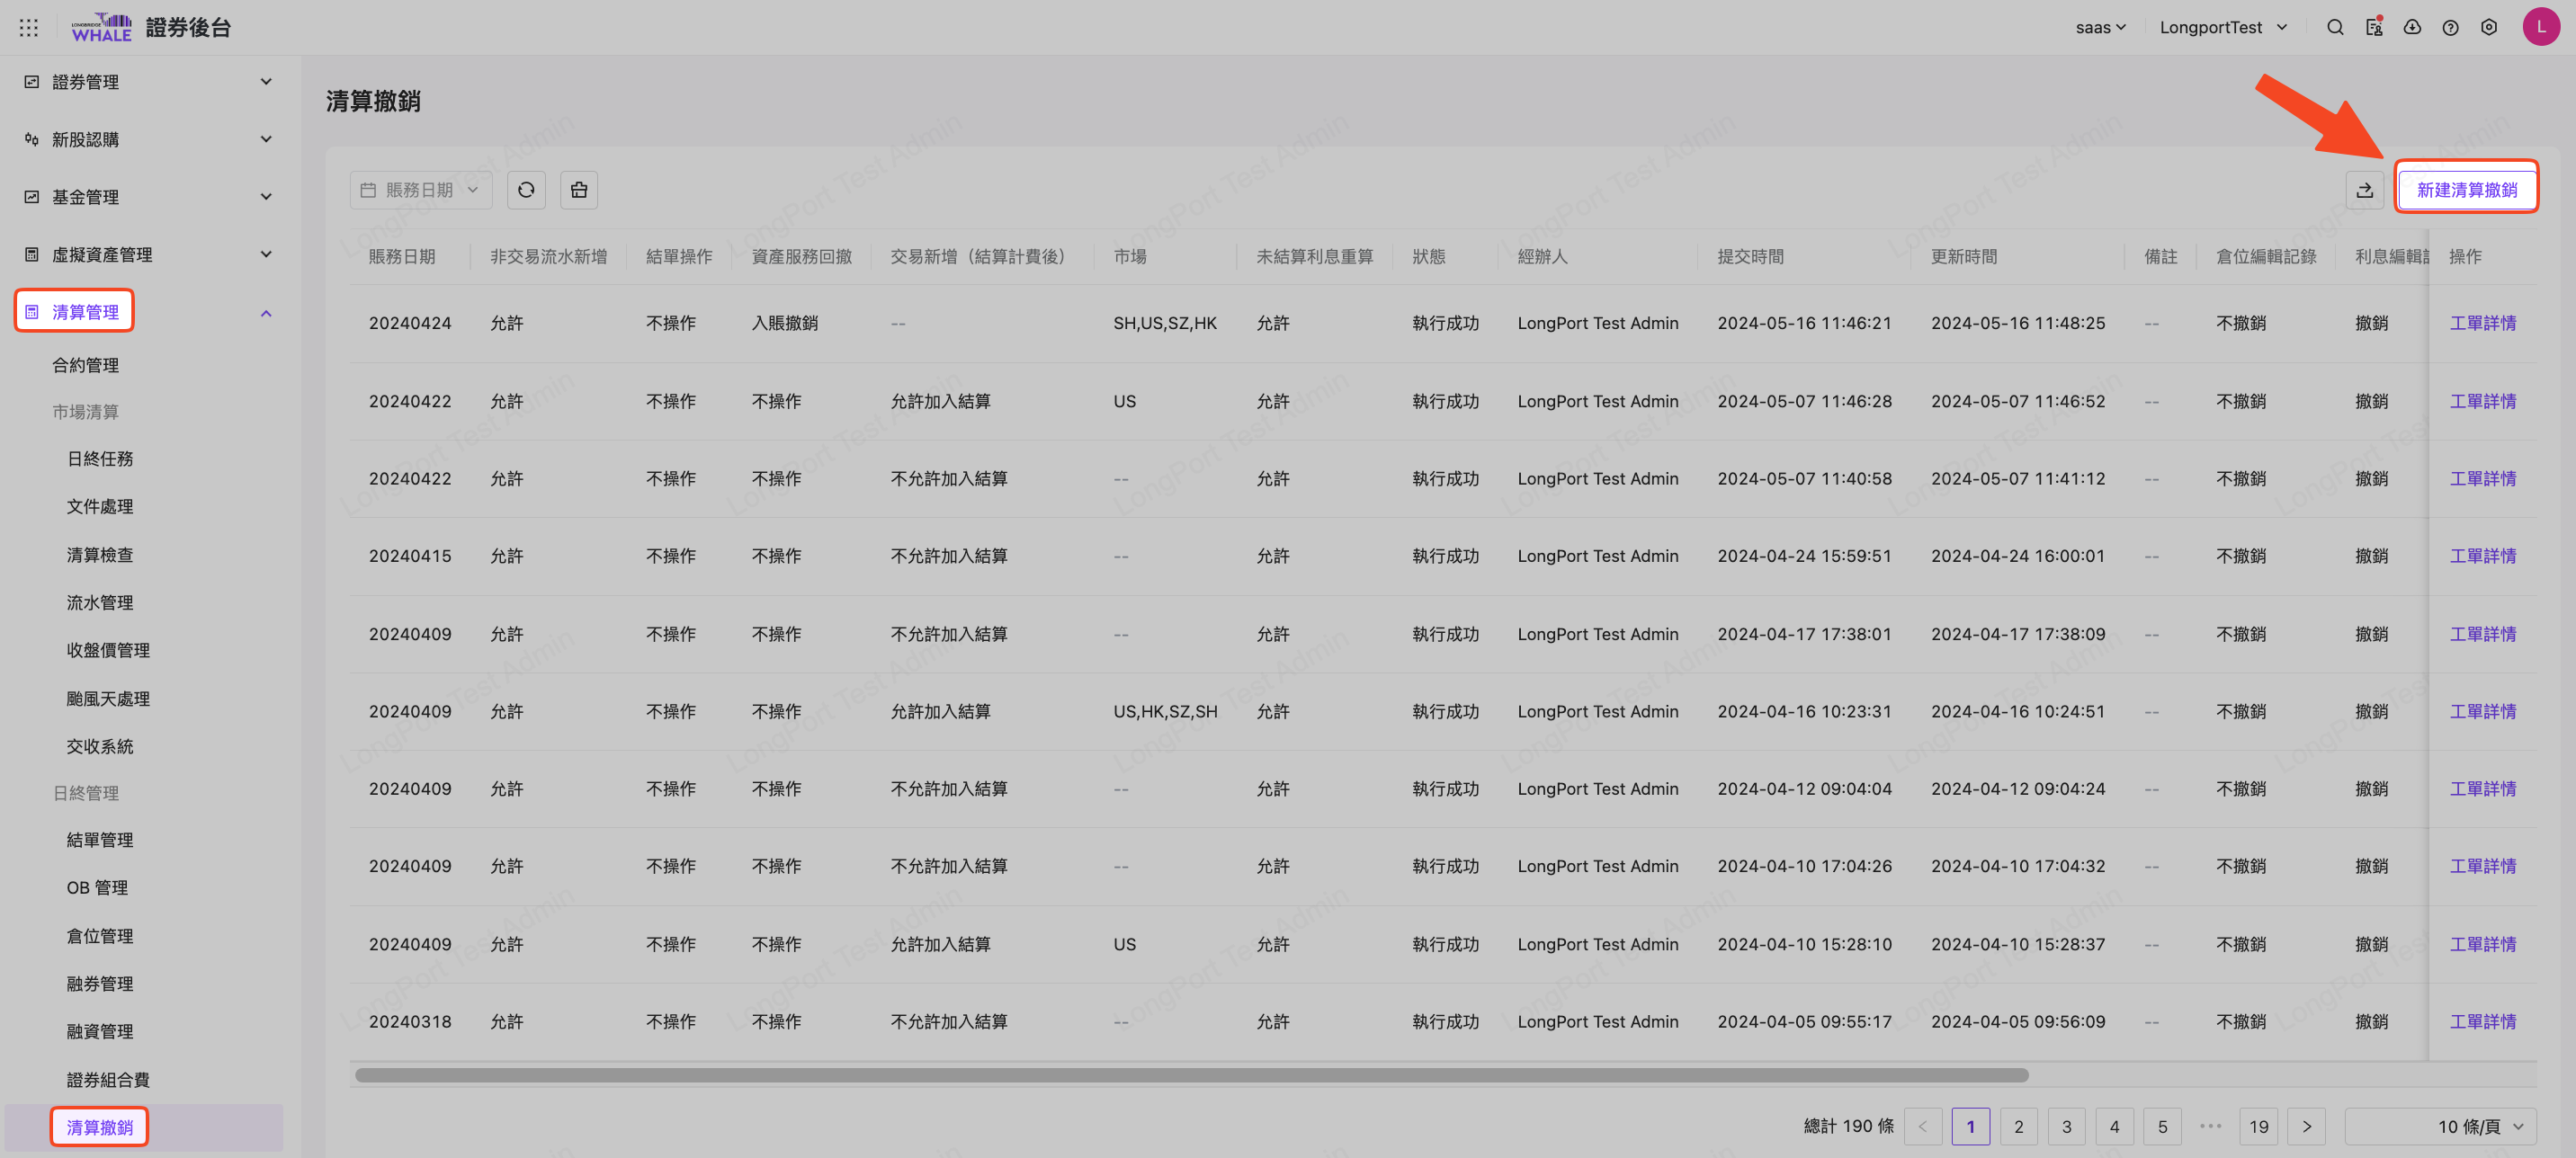 LONGBRIDGE
WHALE
證券後台
saas
LongportTest
L
證券管理
新股認購
基金管理
虛擬資產管理
清算管理
合約管理
市場清算
日終任務
文件處理
清算檢查
流水管理
收盤價管理
颱風天處理
交收系統
日終管理
結單管理
OB 管理
倉位管理
融券管理
融資管理
證券組合費
清算撤銷
清算撤銷
賬務日期
新建清算撤銷
賬務日期 非交易流水新增 結單操作 資產服務回撤 交易新增（結算計費後） 市場 未結算利息重算 狀態 經辦人 提交時間 更新時間 備註 倉位編輯記錄 利息編輯 操作
20240424 允許 不操作 入賬撤銷 -- SH,US,SZ,HK 允許 執行成功 LongPort Test Admin 2024-05-16 11:46:21 2024-05-16 11:48:25 -- 不撤銷 撤銷 工單詳情
20240422 允許 不操作 不操作 允許加入結算 US 允許 執行成功 LongPort Test Admin 2024-05-07 11:46:28 2024-05-07 11:46:52 -- 不撤銷 撤銷 工單詳情
20240422 允許 不操作 不操作 不允許加入結算 -- 允許 執行成功 LongPort Test Admin 2024-05-07 11:40:58 2024-05-07 11:41:12 -- 不撤銷 撤銷 工單詳情
20240415 允許 不操作 不操作 不允許加入結算 -- 允許 執行成功 LongPort Test Admin 2024-04-24 15:59:51 2024-04-24 16:00:01 -- 不撤銷 撤銷 工單詳情
20240409 允許 不操作 不操作 不允許加入結算 -- 允許 執行成功 LongPort Test Admin 2024-04-17 17:38:01 2024-04-17 17:38:09 -- 不撤銷 撤銷 工單詳情
20240409 允許 不操作 不操作 允許加入結算 US,HK,SZ,SH 允許 執行成功 LongPort Test Admin 2024-04-16 10:23:31 2024-04-16 10:24:51 -- 不撤銷 撤銷 工單詳情
20240409 允許 不操作 不操作 不允許加入結算 -- 允許 執行成功 LongPort Test Admin 2024-04-12 09:04:04 2024-04-12 09:04:24 -- 不撤銷 撤銷 工單詳情
20240409 允許 不操作 不操作 不允許加入結算 -- 允許 執行成功 LongPort Test Admin 2024-04-10 17:04:26 2024-04-10 17:04:32 -- 不撤銷 撤銷 工單詳情
20240409 允許 不操作 不操作 允許加入結算 US 允許 執行成功 LongPort Test Admin 2024-04-10 15:28:10 2024-04-10 15:28:37 -- 不撤銷 撤銷 工單詳情
20240318 允許 不操作 不操作 不允許加入結算 -- 允許 執行成功 LongPort Test Admin 2024-04-05 09:55:17 2024-04-05 09:56:09 -- 不撤銷 撤銷 工單詳情
總計 190 條 < 1 2 3 4 5 ••• 19 > 10 條/頁